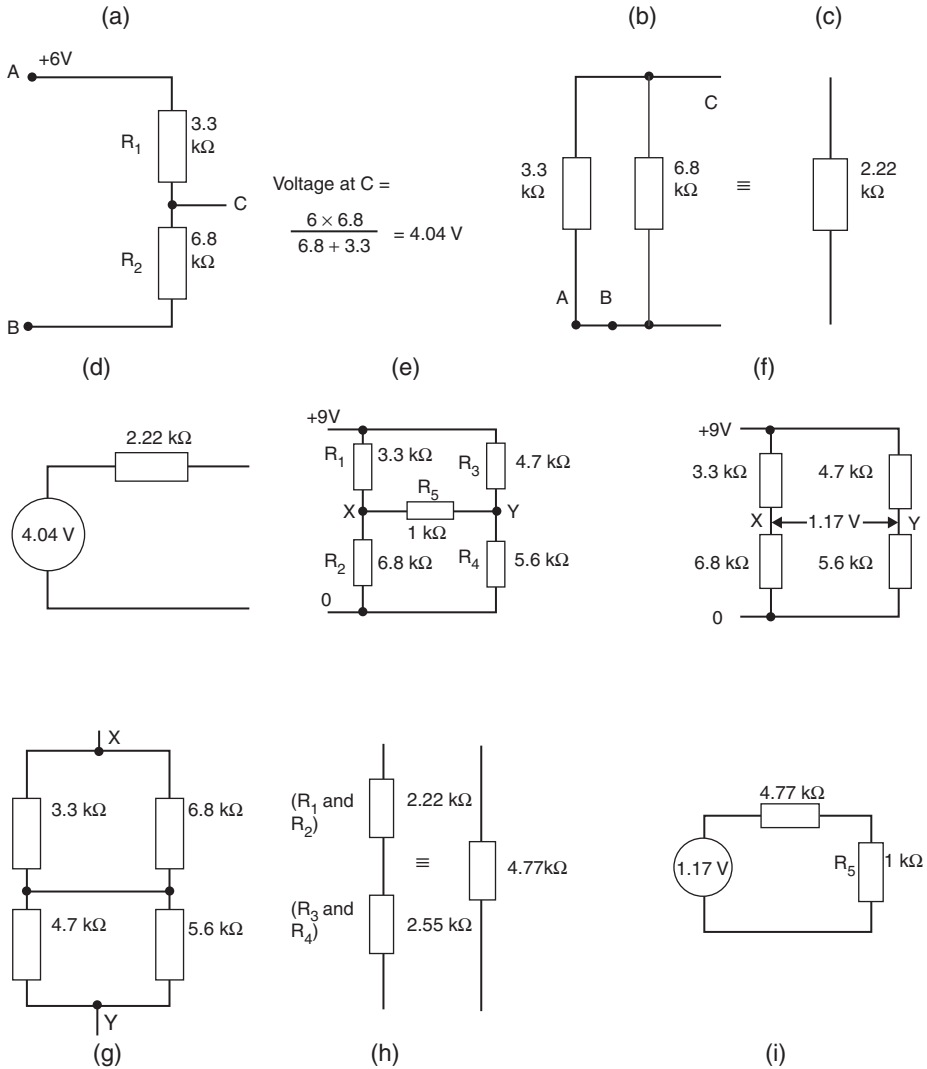 (a)
(b)
(c)
A
+6V
R1
3.3
kΩ
C
R2
6.8
kΩ
B
Voltage at C =
6 × 6.8
6.8 + 3.3
= 4.04 V
C
3.3
kΩ
6.8
kΩ
≡
2.22
kΩ
A
B
(d)
(e)
(f)
2.22 kΩ
4.04 V
+9V
R1
3.3 kΩ
R3
4.7 kΩ
R5
X
Y
1 kΩ
R2
6.8 kΩ
R4
5.6 kΩ
0
+9V
3.3 kΩ
4.7 kΩ
X
1.17 V
Y
6.8 kΩ
5.6 kΩ
0
X
3.3 kΩ
6.8 kΩ
4.7 kΩ
5.6 kΩ
Y
(R1 and
R2)
2.22 kΩ
≡
4.77kΩ
(R3 and
R4)
2.55 kΩ
4.77 kΩ
1.17 V
R5
1 kΩ
(g)
(h)
(i)